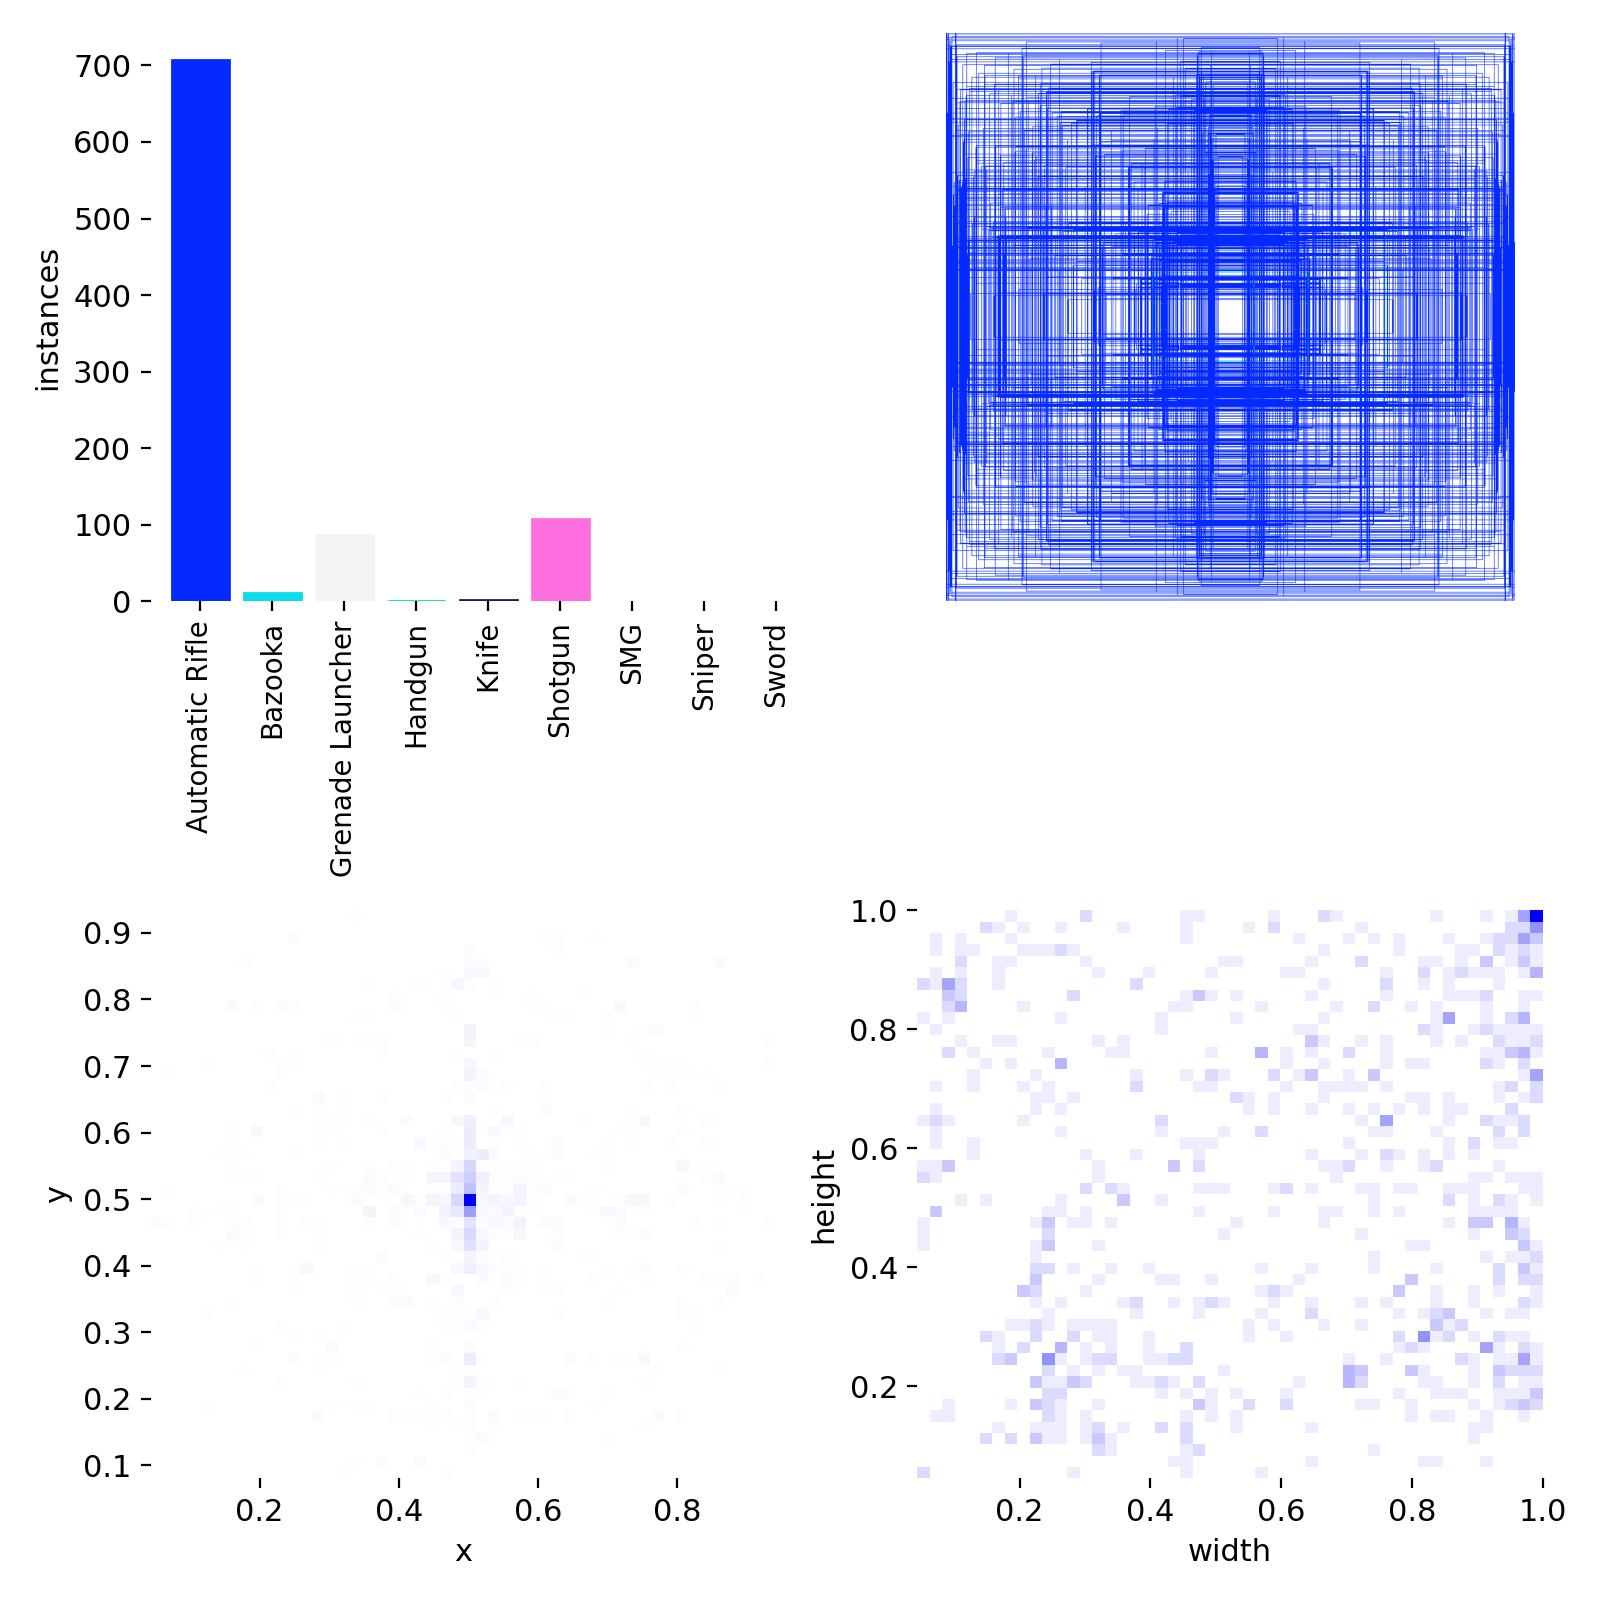 instances
700
600
500
400
300
200
100
0
Automatic Rifle
Bazooka
Grenade Launcher
Handgun
Knife
Shotgun
SMG
Sniper
Sword
y
0.9
0.8
0.7
0.6
0.5
0.4
0.3
0.2
0.1
0.2 0.4 0.6 0.8
x
height
1.0
0.8
0.6
0.4
0.2
0.2 0.4 0.6 0.8 1.0
width